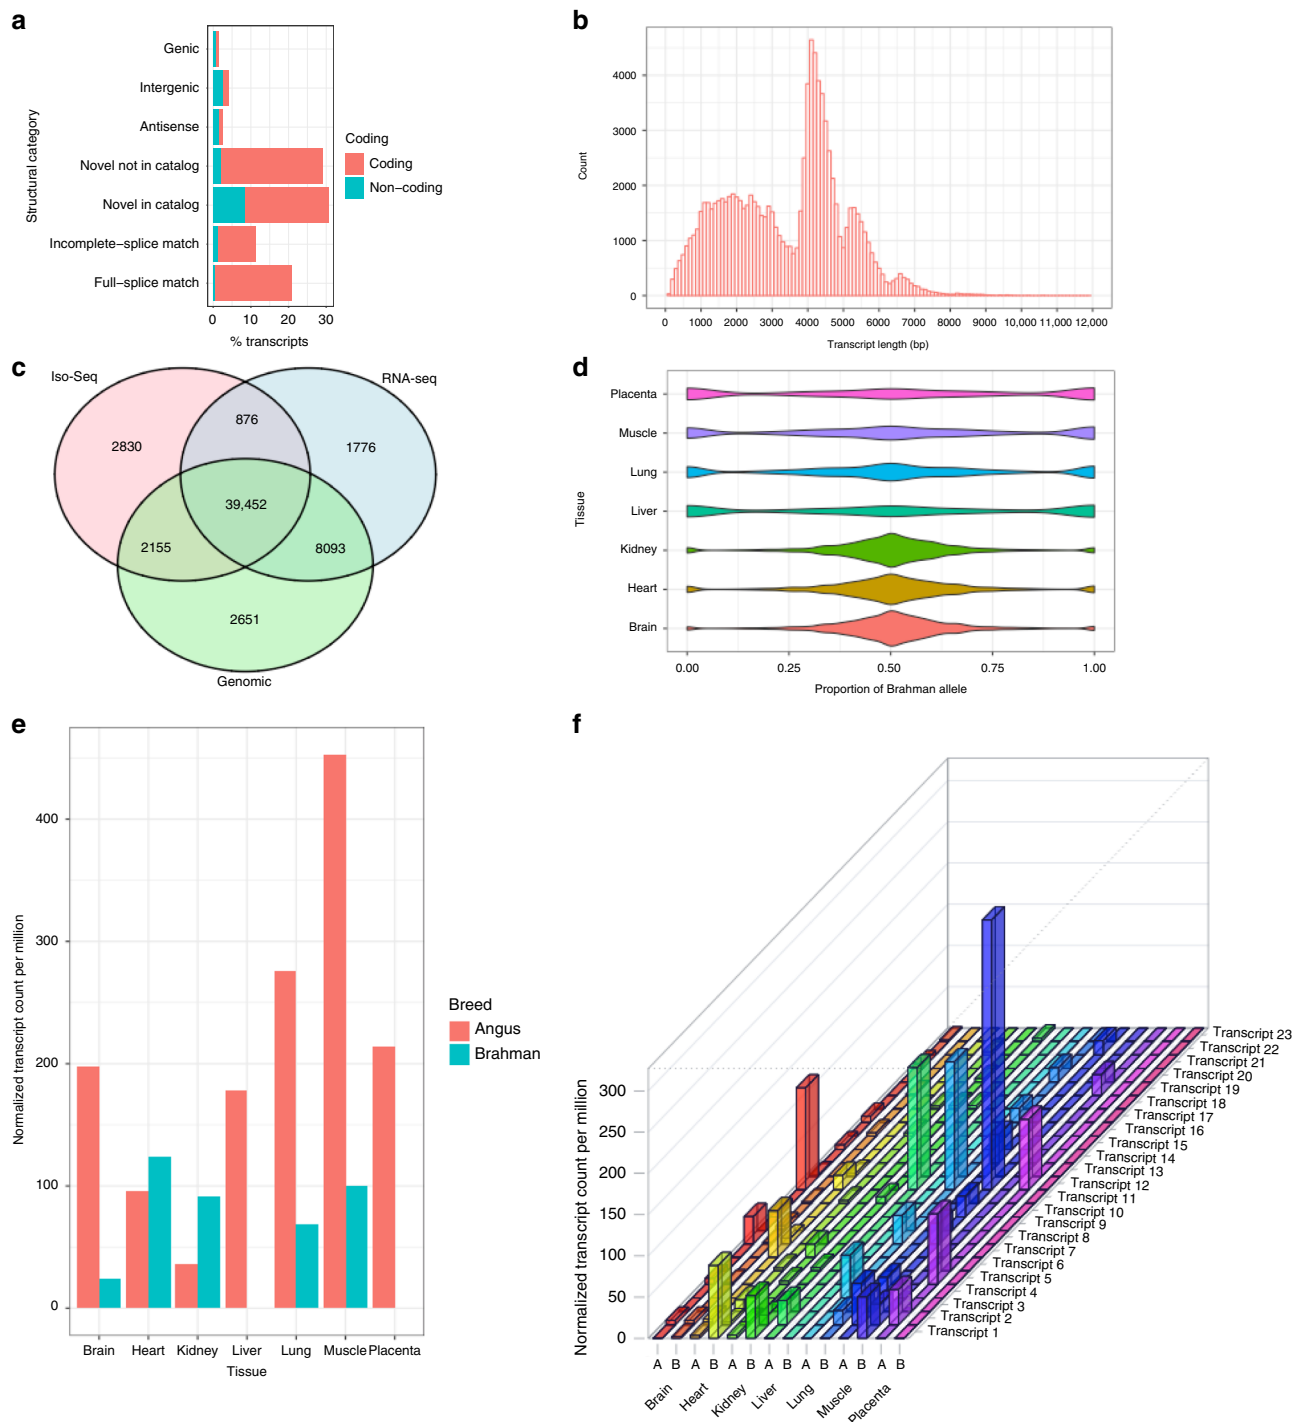 a
Genic
Intergenic
Antisense
Novel not in catalog
Novel in catalog
Incomplete–splice match
Full–splice match
Structural category
0 10 20 30
% transcripts
Coding
Coding
Non–coding
b
Count
4000
3000
2000
1000
0
0 1000 2000 3000 4000 5000 6000 7000 8000 9000 10,000 11,000 12,000
Transcript length (bp)
c
Iso-Seq
RNA-seq
876
2830
1776
39,452
2155
8093
2651
Genomic
d
Placenta
Muscle
Lung
Liver
Kidney
Heart
Brain
Tissue
0.00 0.25 0.50 0.75 1.00
Proportion of Brahman allele
e
Normalized transcript count per million
400
300
200
100
0
Brain Heart Kidney Liver Lung Muscle Placenta
Tissue
Breed
Angus
Brahman
f
Normalized transcript count per million
300
250
200
150
100
50
0
A B A B A B A B A B A B A B
Brain Heart Kidney Liver Lung Muscle Placenta
Transcript 23
Transcript 22
Transcript 21
Transcript 20
Transcript 19
Transcript 18
Transcript 17
Transcript 16
Transcript 15
Transcript 14
Transcript 13
Transcript 12
Transcript 11
Transcript 10
Transcript 9
Transcript 8
Transcript 7
Transcript 6
Transcript 5
Transcript 4
Transcript 3
Transcript 2
Transcript 1